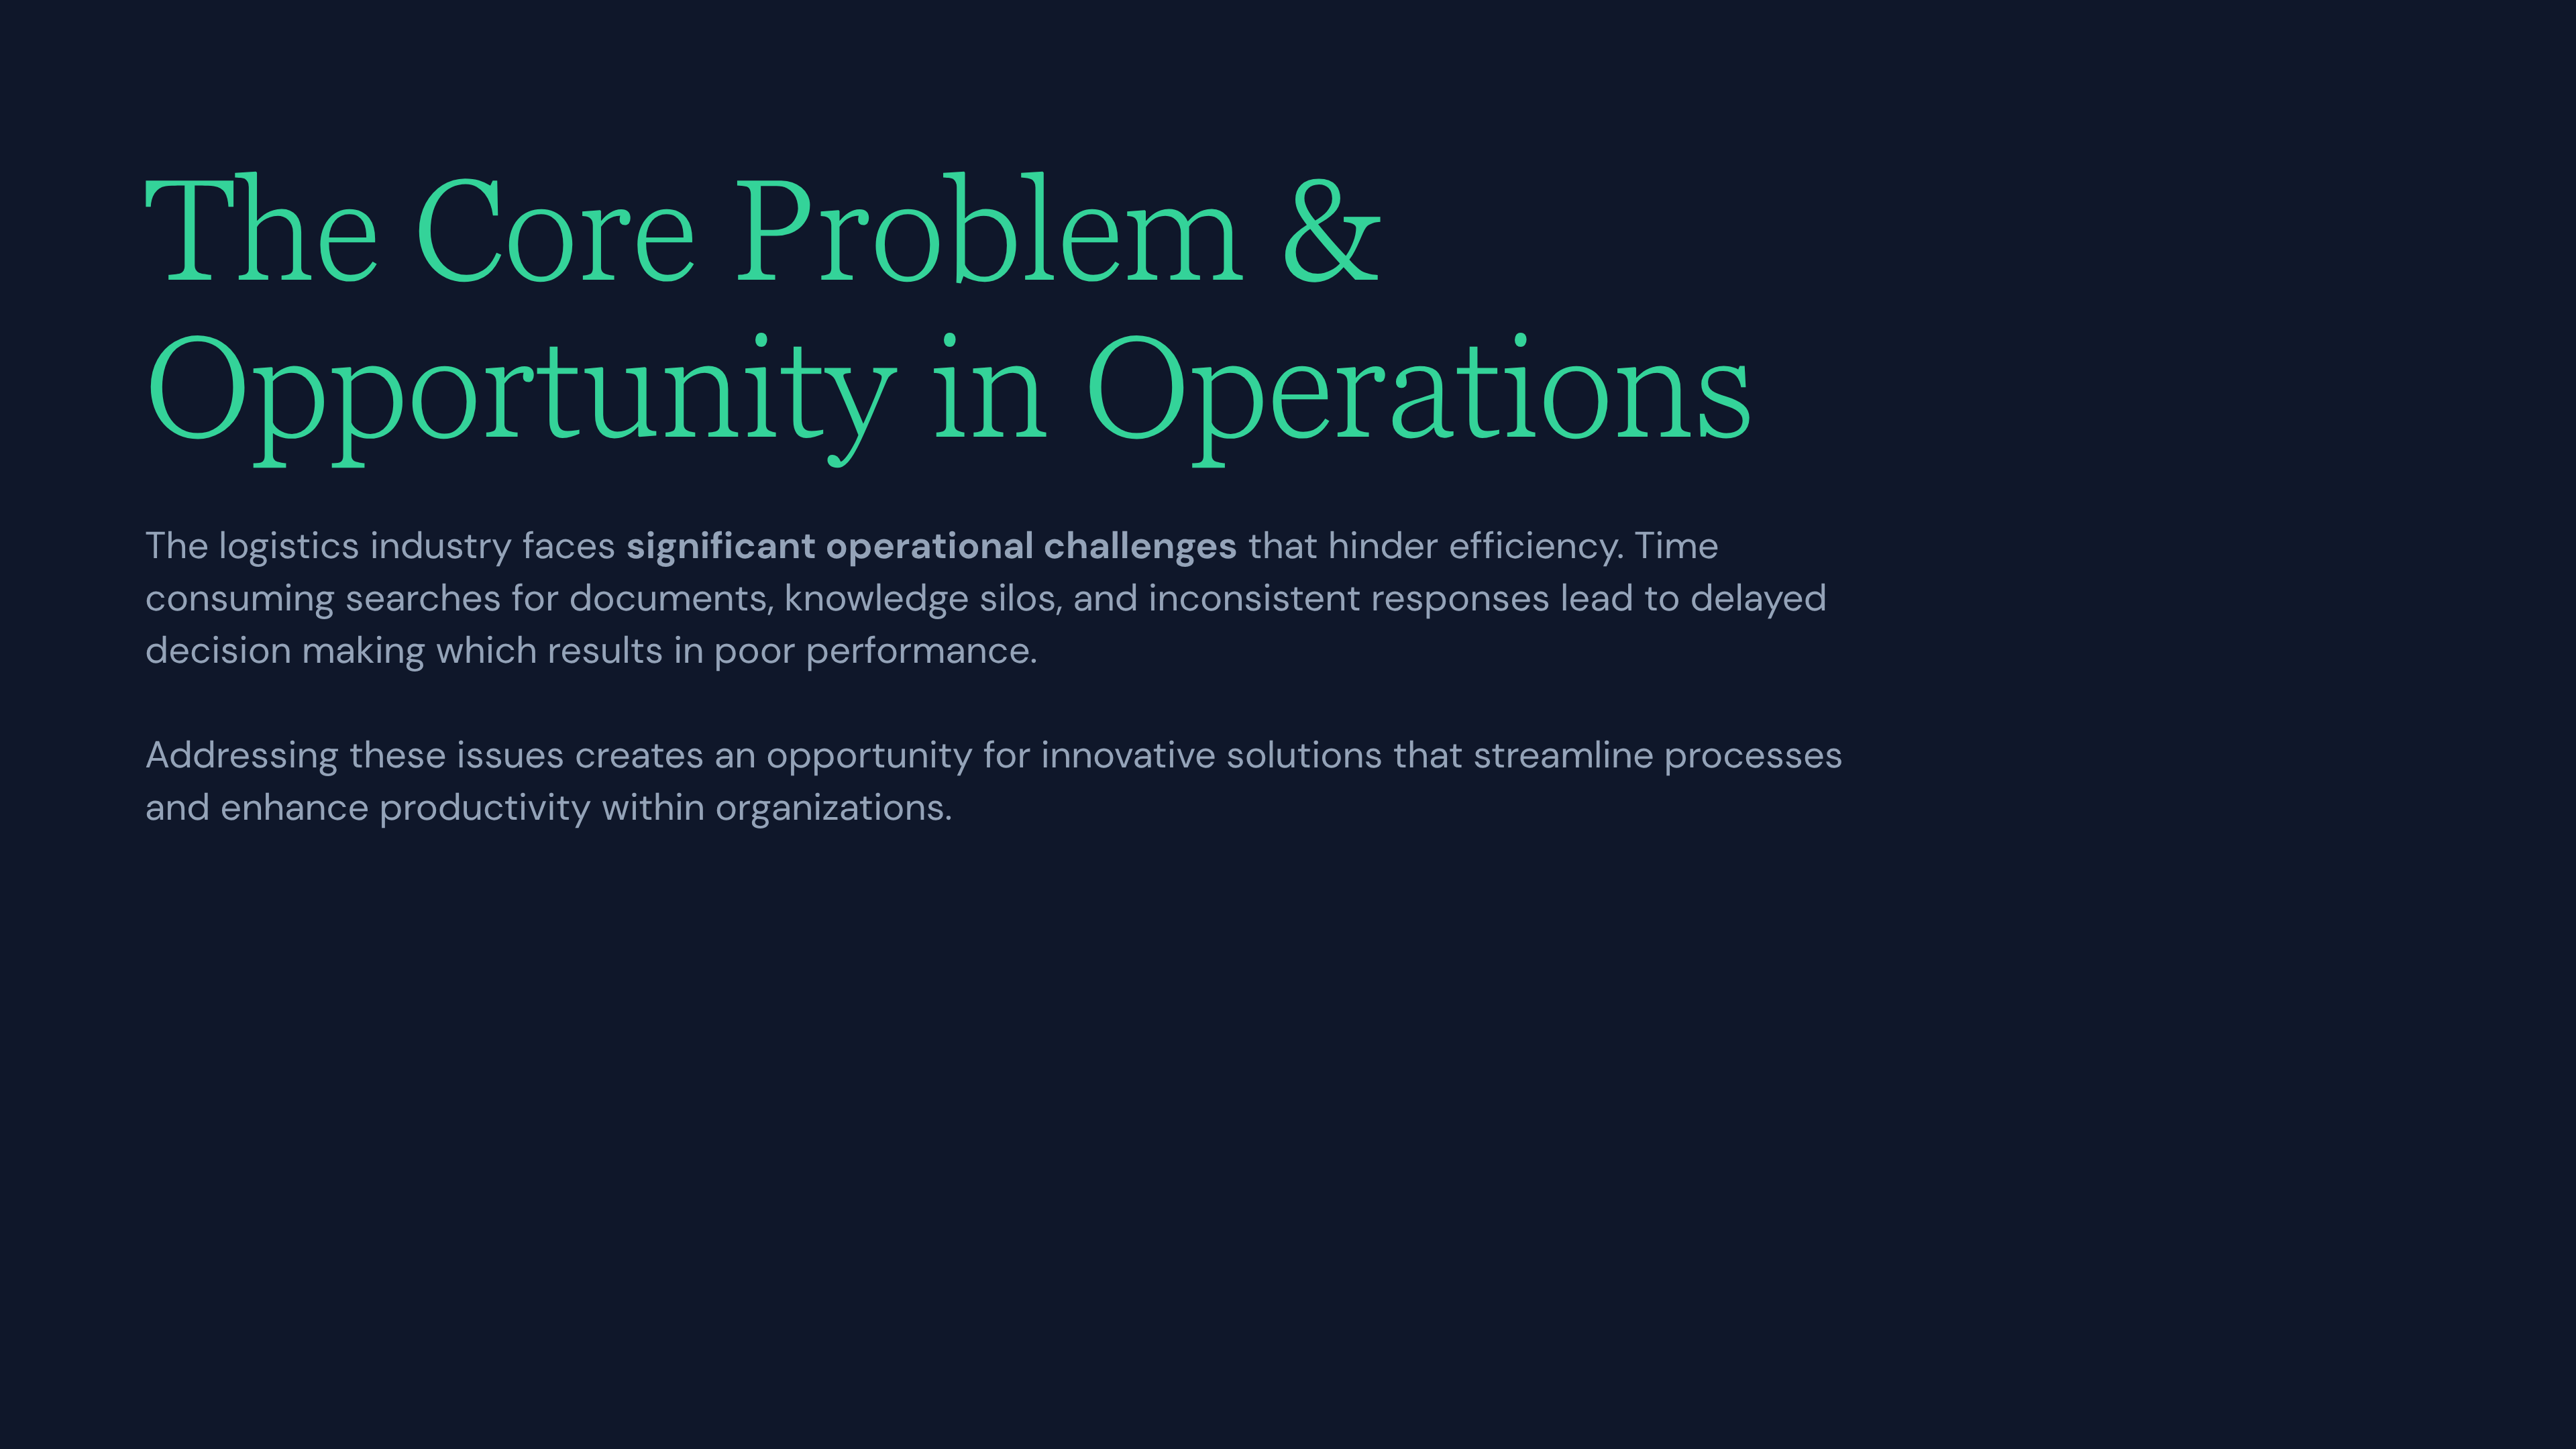 The Core Problem &
Opportunity in Operations
The logistics industry faces significant operational challenges that hinder efficiency. Time
consuming searches for documents, knowledge silos, and inconsistent responses lead to delayed
decision making which results in poor performance.
Addressing these issues creates an opportunity for innovative solutions that streamline processes
and enhance productivity within organizations.